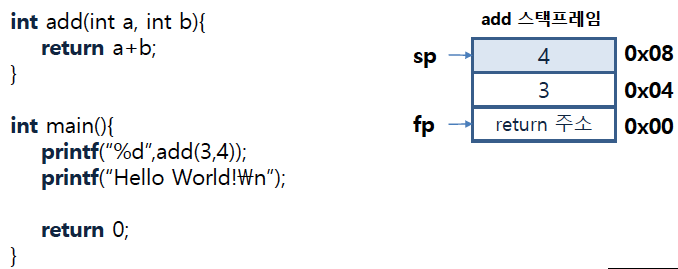 int add(int a, int b){
return a+b;
}
int main(){
printf("%d",add(3,4));
printf("Hello World!₩n");
return 0;
}
add 스택프레임
sp 4 0x08
3 0x04
fp return 주소 0x00